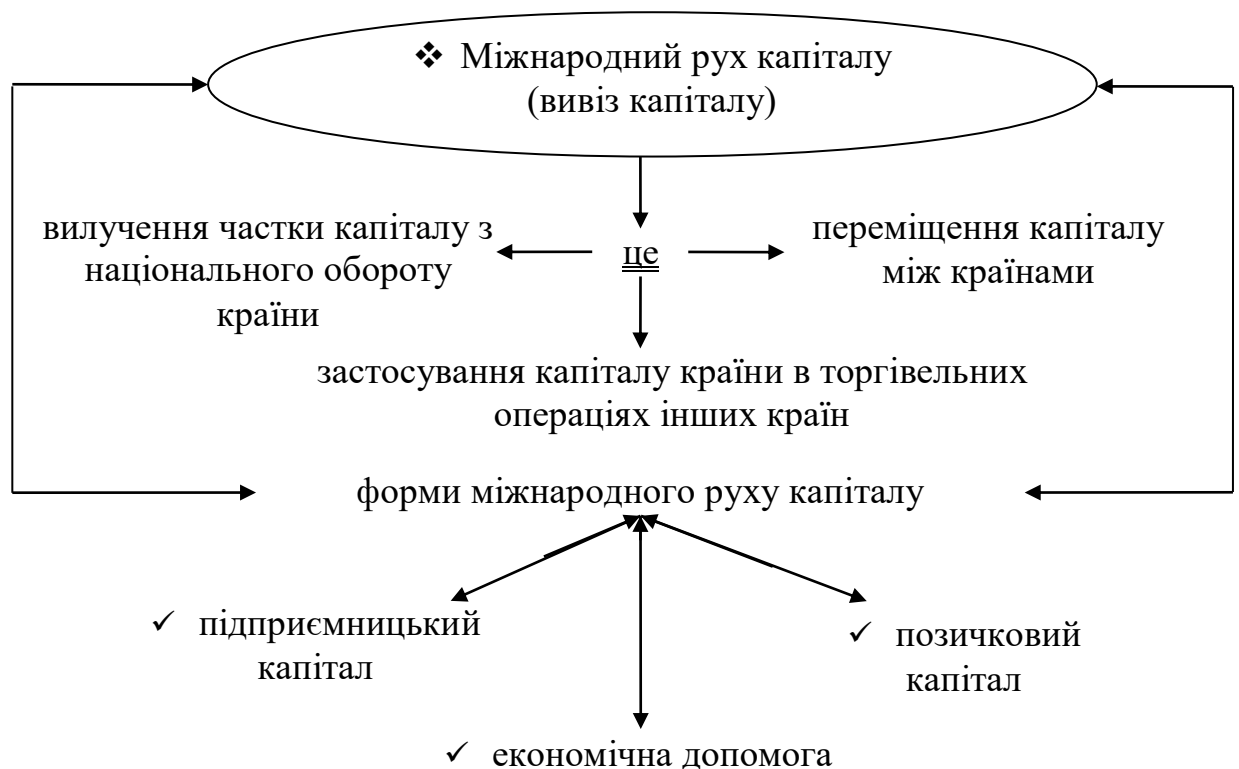 ❖ Міжнародний рух капіталу
(вивіз капіталу)
вилучення частки капіталу з
національного обороту
країни
це
переміщення капіталу
між країнами
застосування капіталу країни в торгівельних
операціях інших країн
форми міжнародного руху капіталу
✓ підприємницький
капітал
✓ позичковий
капітал
✓ економічна допомога